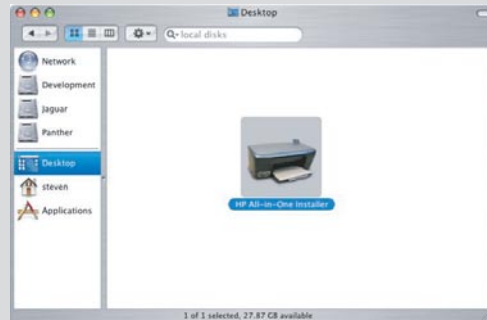 Desktop
local disks
Network
Development
Jaguar
Panther
Desktop
steven
Applications
HP All-in-One Installer
1 of 1 selected, 27.87 GB available